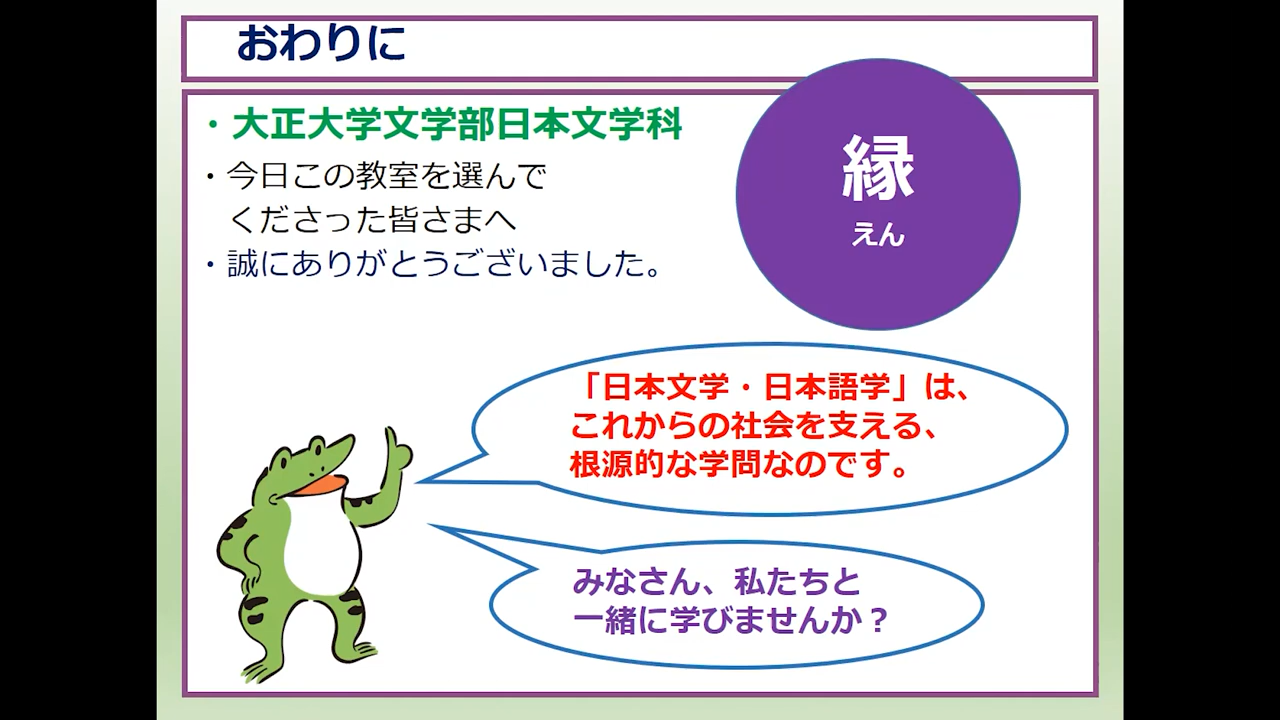 おわりに
・大正大学文学部日本文学科
・今日この教室を選んで
くださった皆さまへ
・誠にありがとうございました。
縁
えん
「日本文学・日本語学」は、
これからの社会を支える、
根源的な学問なのです。
みなさん、私たちと
一緒に学びませんか？